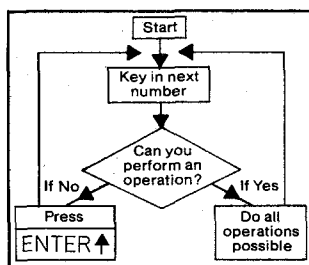 Start
Key in next
number
Can you
perform an
operation?
If No
If Yes
Press
ENTER↑
Do all
operations
possible